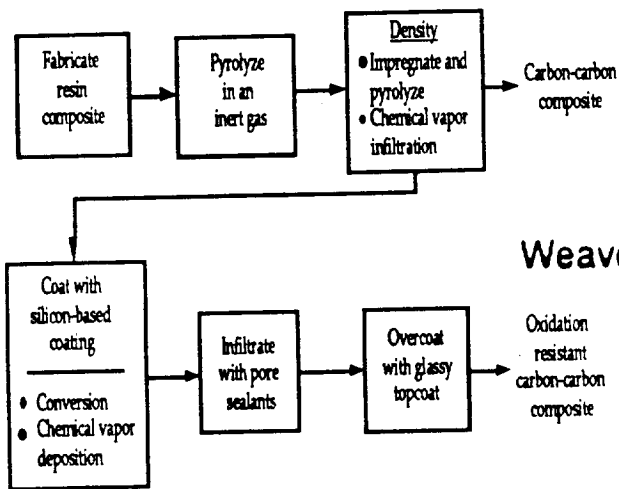 Fabricate
resin
composite
Pyrolyze
in an
inert gas
Density
• Impregnate and
pyrolyze
• Chemical vapor
infiltration
Carbon-carbon
composite
Coat with
silicon-based
coating
• Conversion
• Chemical vapor
deposition
Infiltrate
with pore
sealants
Overcoat
with glassy
topcoat
Oxidation
resistant
carbon-carbon
composite